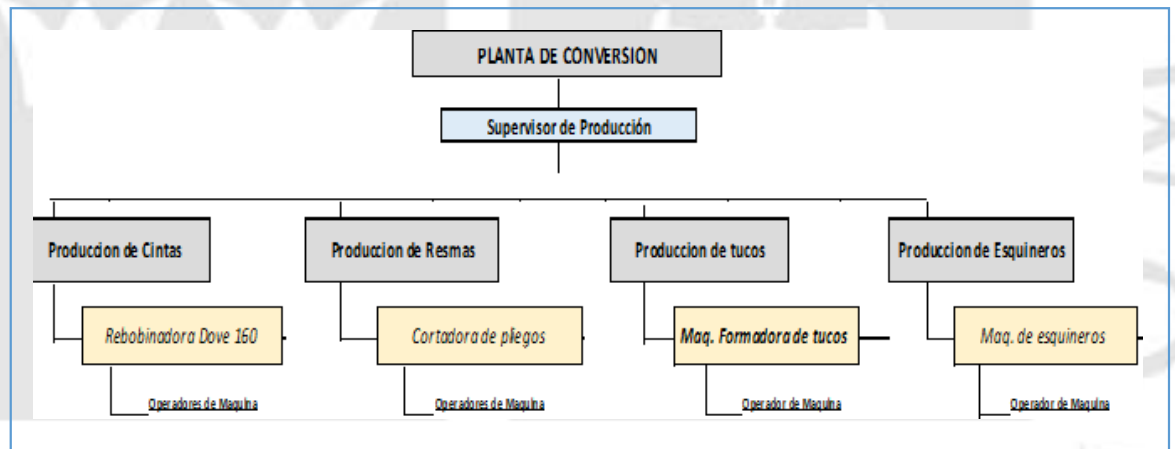 PLANTA DE CONVERSION
Supervisor de Producción
Produccion de Cintas
Produccion de Resmas
Produccion de tucos
Produccion de Esquineros
Rebobinadora Dove 160
Cortadora de pliegos
Maq. Formadora de tucos
Maq. de esquineros
Operadores de Maquina
Operadores de Maquina
Operador de Maquina
Operador de Maquina